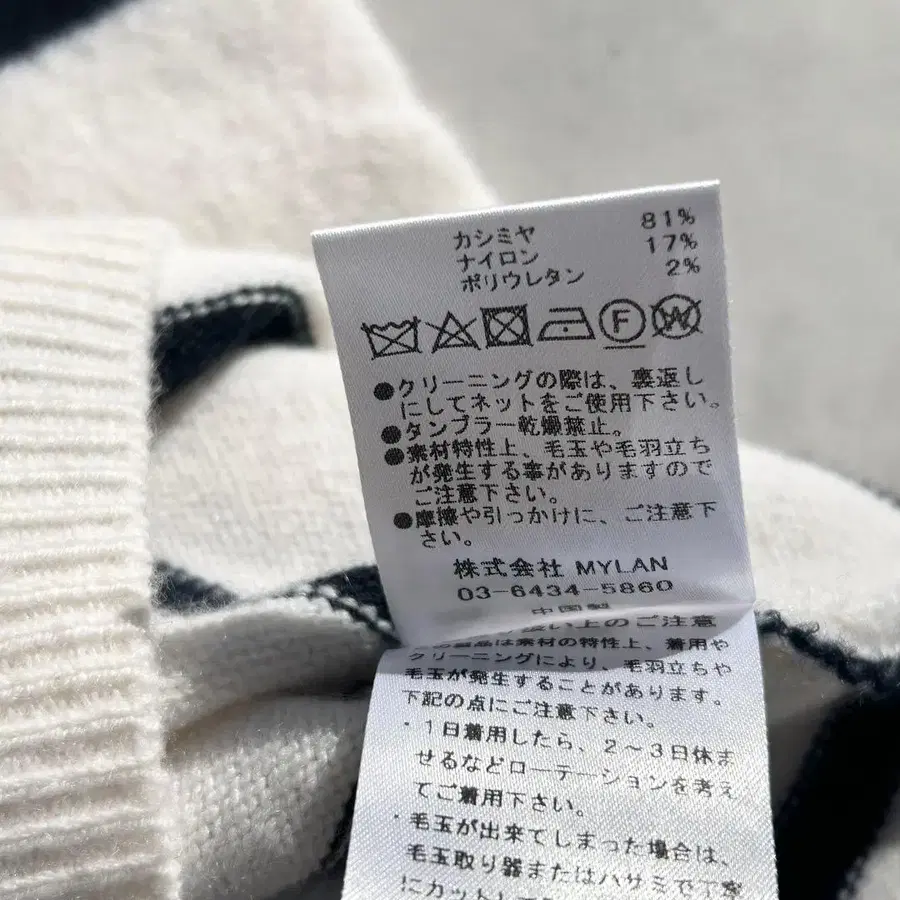 カシミヤ 81%
ナイロン 17%
ポリウレタン 2%
F W
●クリーニングの際は、裏返し
にしてネットをご使用下さい。
●タンブラー乾燥禁止。
●素材特性上、毛玉や毛羽立ち
が発生する事がありますので
ご注意下さい。
●摩擦や引っかけに、ご注意下
さい。
株式会社 MYLAN
03-6434-5860
中国製
扱い上のご注意
は素材の特性上、着用や
クリーニングにより、毛羽立ちや
毛玉が発生することがあります。
下記の点にご注意下さい。
・1日着用したら、2〜3日休ま
せるなどローテーションを考え
てご着用下さい。
・毛玉が出来てしまった場合は、
毛玉取り器またはハサミで丁寧
にカットし